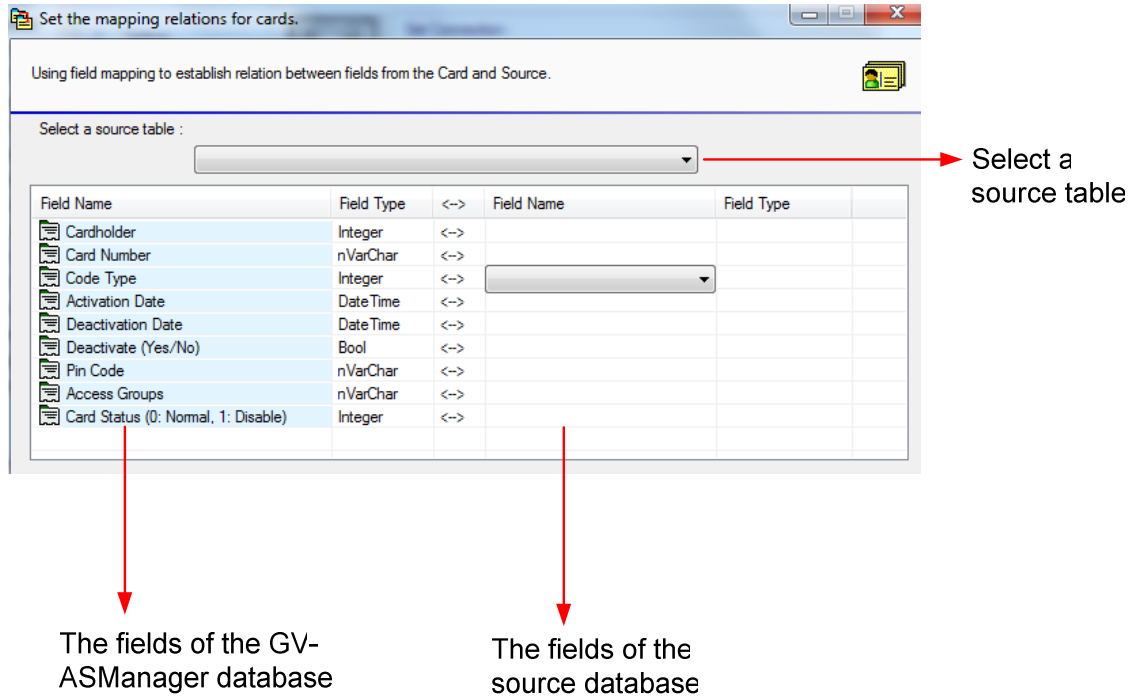 Set the mapping relations for cards.
Using field mapping to establish relation between fields from the Card and Source.
Select a source table :
Select a
source table
Field Name Field Type <--> Field Name Field Type
Cardholder Integer <-->
Card Number nVarChar <-->
Code Type Integer <-->
Activation Date DateTime <-->
Deactivation Date DateTime <-->
Deactivate (Yes/No) Bool <-->
Pin Code nVarChar <-->
Access Groups nVarChar <-->
Card Status (0: Normal, 1: Disable) Integer <-->
The fields of the GV-
ASManager database
The fields of the
source database